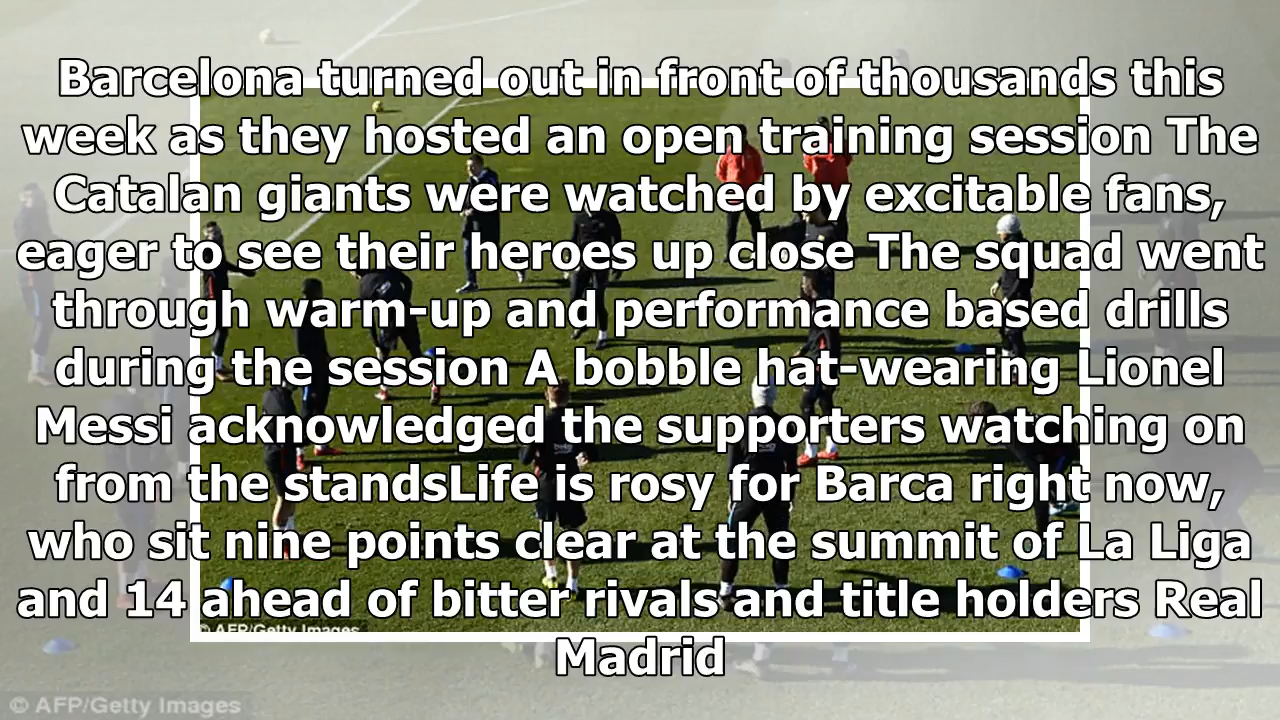 Barcelona turned out in front of thousands this
week as they hosted an open training session The
Catalan giants were watched by excitable fans,
eager to see their heroes up close The squad went
through warm-up and performance based drills
during the session A bobble hat-wearing Lionel
Messi acknowledged the supporters watching on
from the standsLife is rosy for Barca right now,
who sit nine points clear at the summit of La Liga
and 14 ahead of bitter rivals and title holders Real
© AFP/Getty Images
Madrid
© AFP/Getty Images